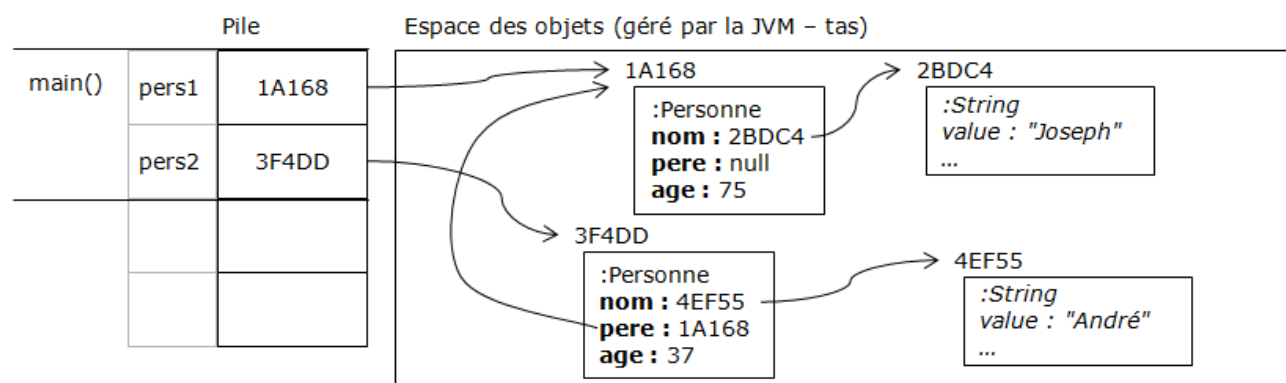 Pile
Espace des objets (géré par la JVM – tas)
main()
pers1
1A168
pers2
3F4DD
1A168
:Personne
nom : 2BDC4
pere : null
age : 75
2BDC4
:String
value : "Joseph"
...
3F4DD
:Personne
nom : 4EF55
pere : 1A168
age : 37
4EF55
:String
value : "André"
...